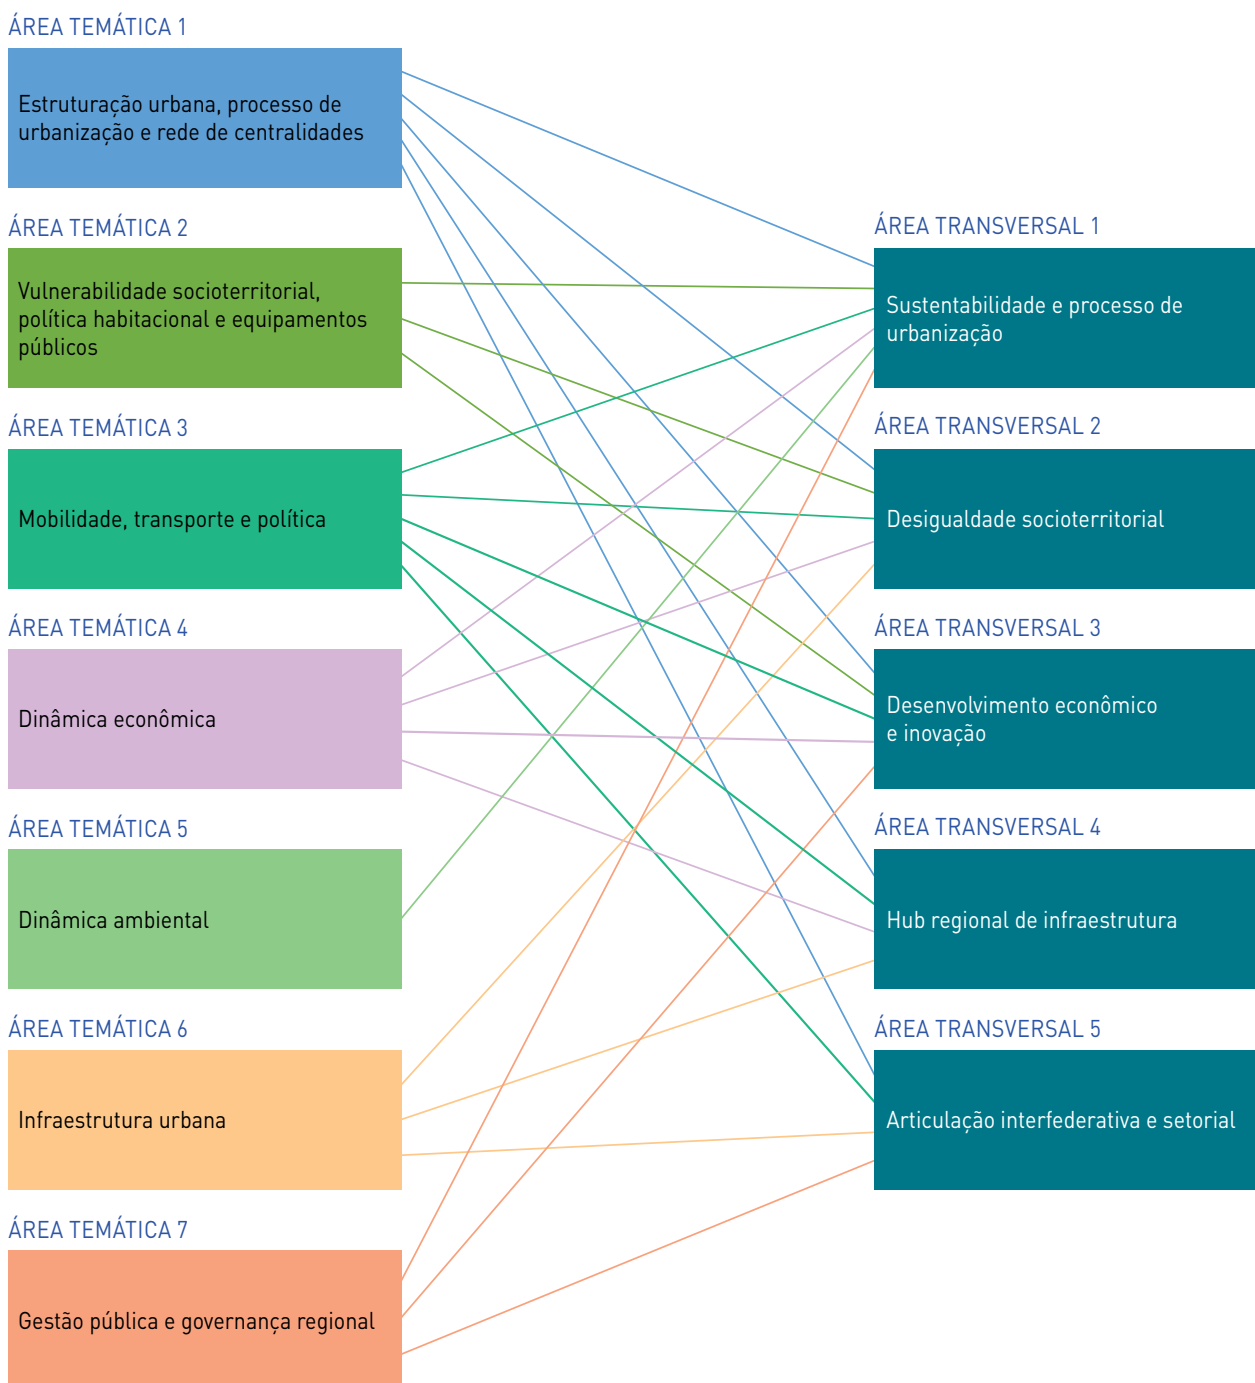 ÁREA TEMÁTICA 1
Estruturação urbana, processo de
urbanização e rede de centralidades
ÁREA TEMÁTICA 2
Vulnerabilidade socioterritorial,
política habitacional e equipamentos
públicos
ÁREA TEMÁTICA 3
Mobilidade, transporte e política
ÁREA TEMÁTICA 4
Dinâmica econômica
ÁREA TEMÁTICA 5
Dinâmica ambiental
ÁREA TEMÁTICA 6
Infraestrutura urbana
ÁREA TEMÁTICA 7
Gestão pública e governança regional
ÁREA TRANSVERSAL 1
Sustentabilidade e processo de
urbanização
ÁREA TRANSVERSAL 2
Desigualdade socioterritorial
ÁREA TRANSVERSAL 3
Desenvolvimento econômico
e inovação
ÁREA TRANSVERSAL 4
Hub regional de infraestrutura
ÁREA TRANSVERSAL 5
Articulação interfederativa e setorial